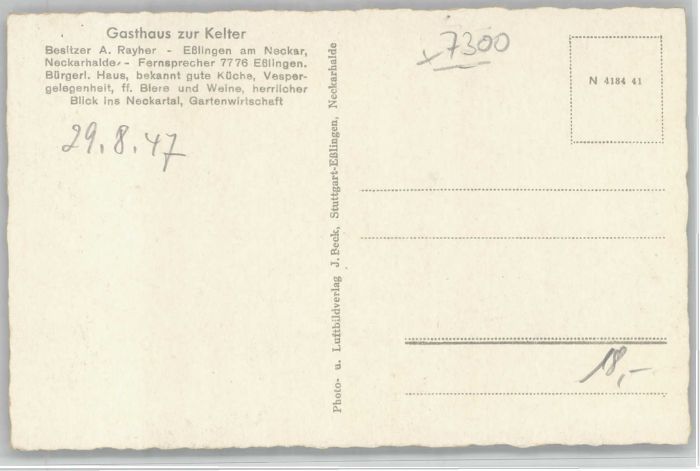 Gasthaus zur Kelter
Besitzer A. Rayher - Eßlingen am Neckar,
Neckarhalde - Fernsprecher 7776 Eßlingen.
Bürgerl. Haus, bekannt gute Küche, Vesper-
gelegenheit, ff. Biere und Weine, herrlicher
Blick ins Neckartal, Gartenwirtschaft
29.8.47
Photo- u. Luftbildverlag J. Beck, Stuttgart-Eßlingen, Neckarhalde
x7300
N 4184 41
18,-